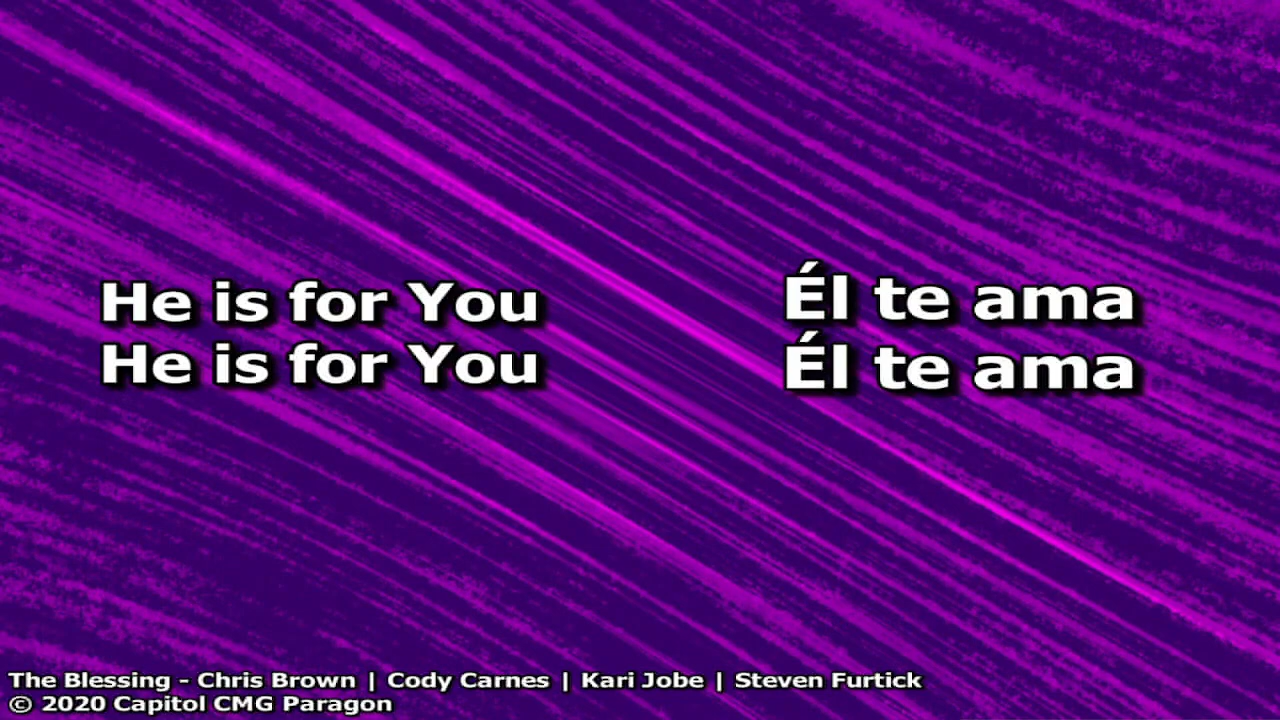 He is for You
He is for You
Él te ama
Él te ama
The Blessing - Chris Brown | Cody Carnes | Kari Jobe | Steven Furtick
© 2020 Capitol CMG Paragon